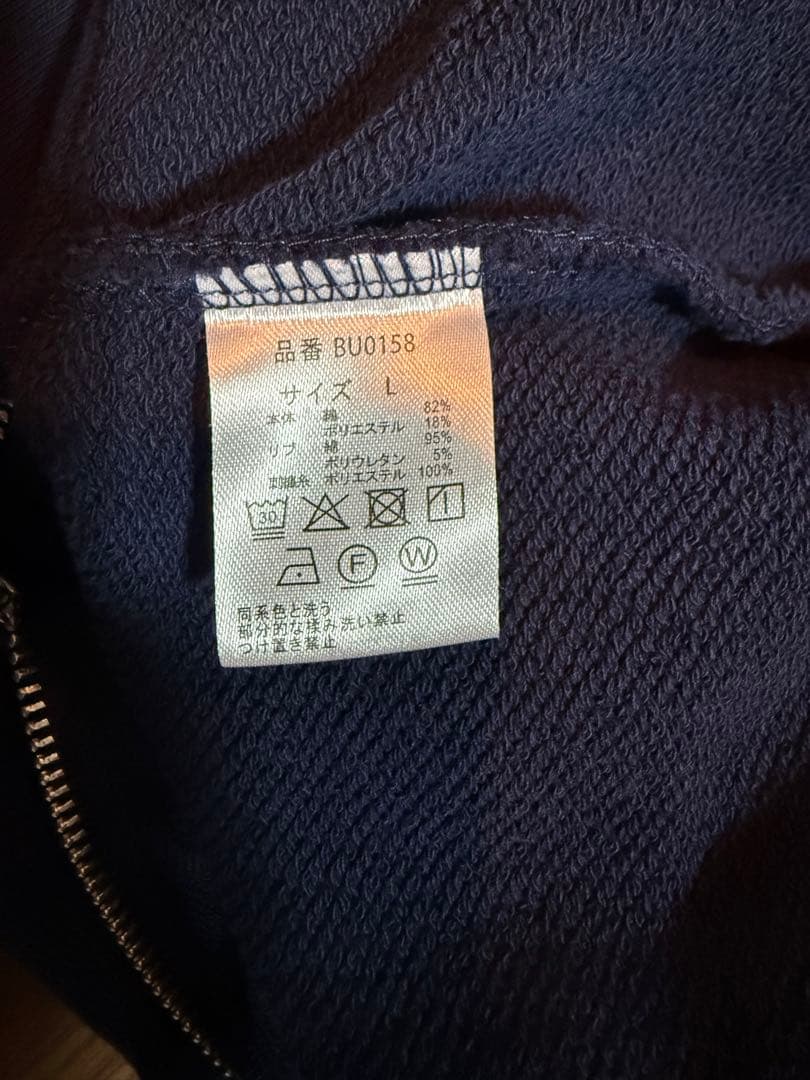 品番 BU0158
サイズ L
本体 綿 82%
ポリエステル 18%
リブ 綿 95%
ポリウレタン 5%
刺繍糸 ポリエステル 100%
30
F W
同系色と洗う
部分的な揉み洗い禁止
つけ置き禁止